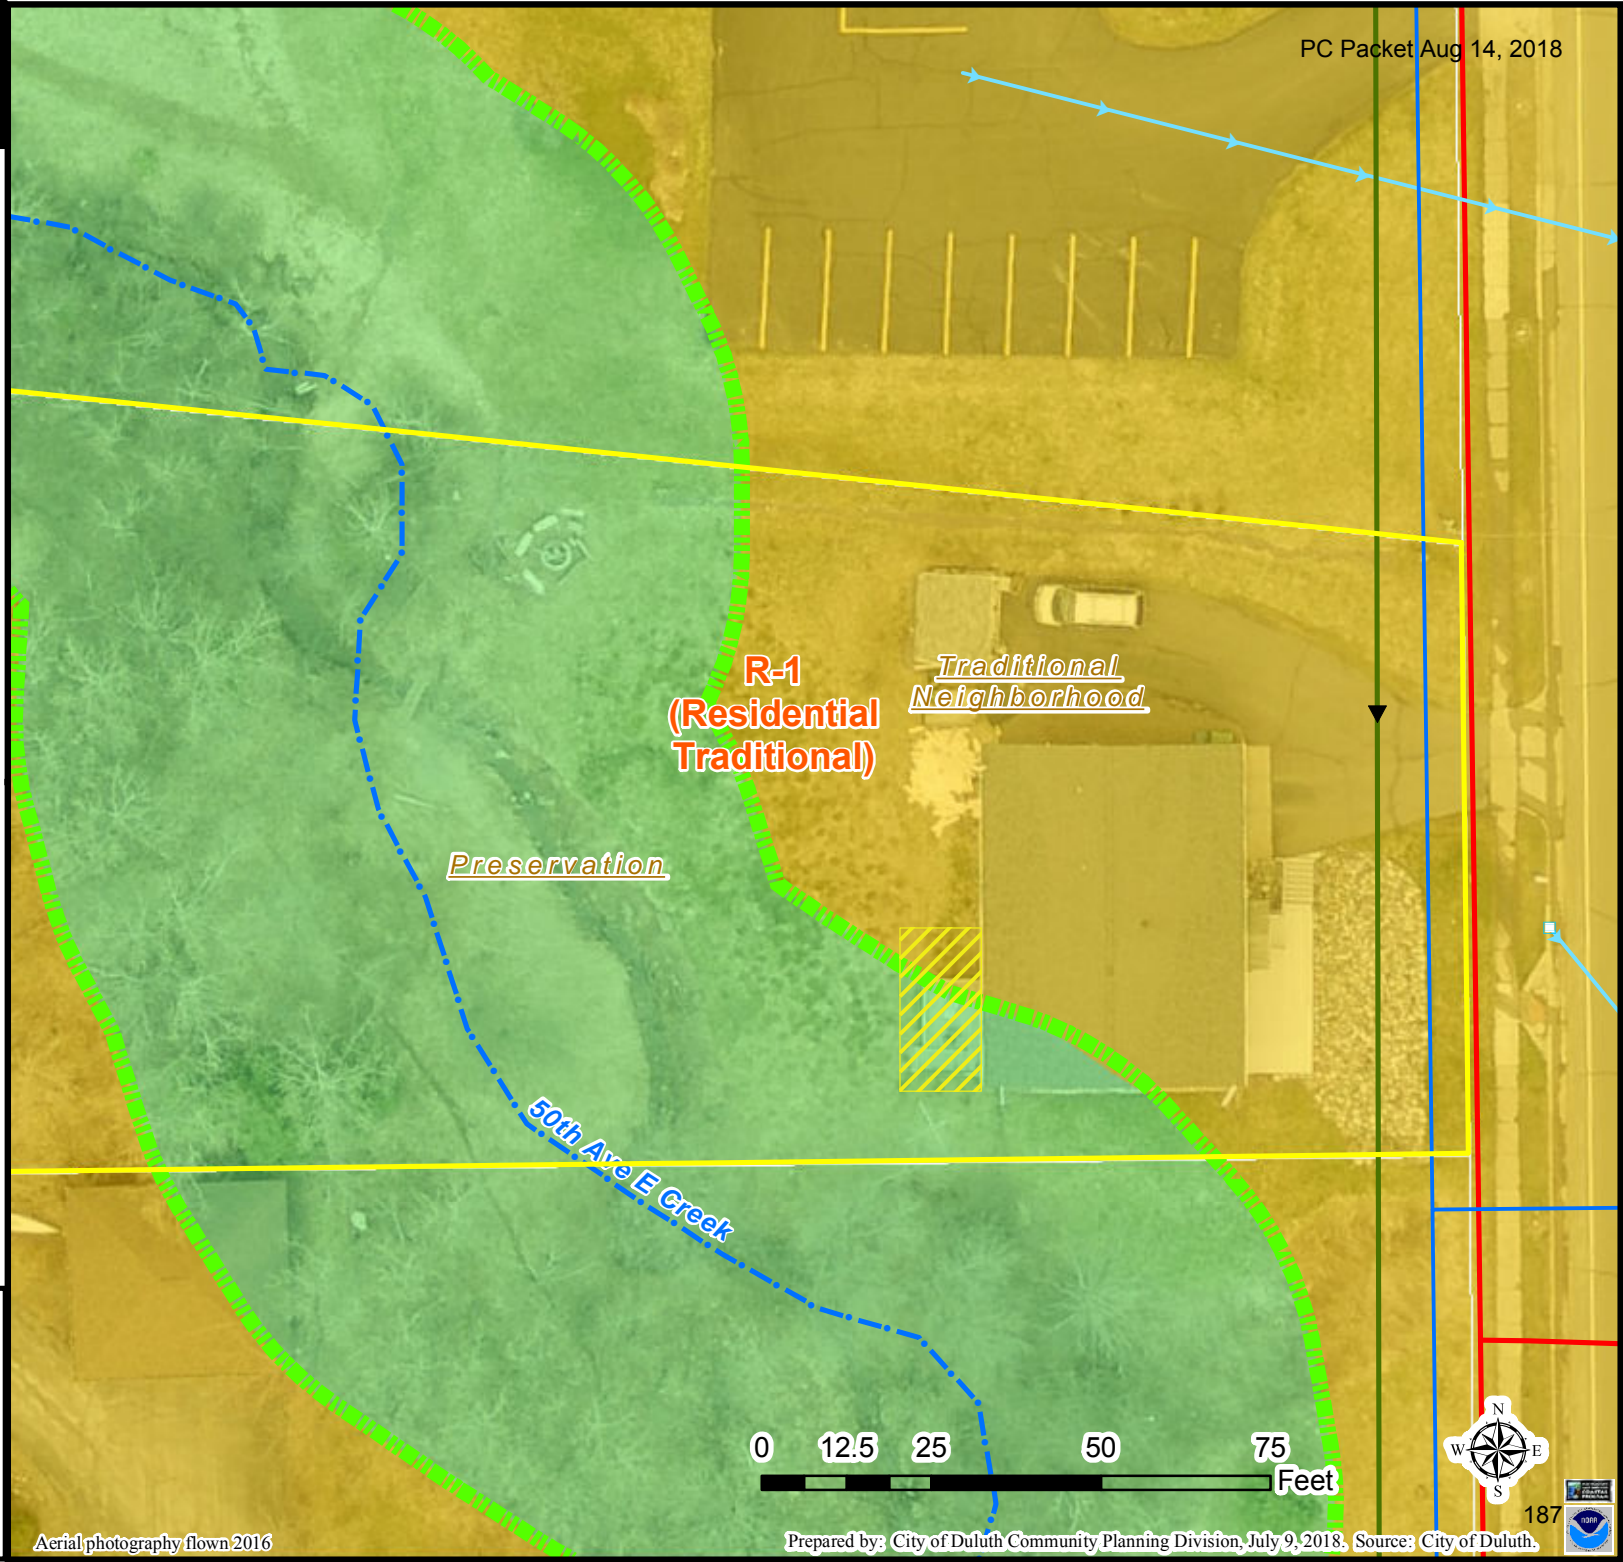 PC Packet Aug 14, 2018
R-1
(Residential
Traditional)
Traditional
Neighborhood
Preservation
50th Ave E Creek
0 12.5 25 50 75
Feet
N
W E
S
187
NOAA
Aerial photography flown 2016
Prepared by: City of Duluth Community Planning Division, July 9, 2018. Source: City of Duluth.